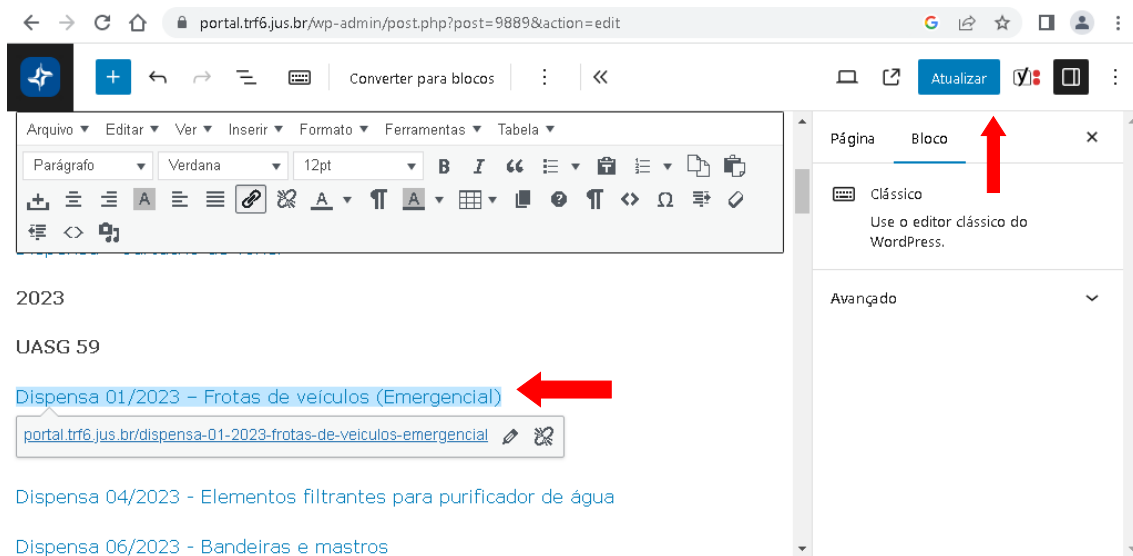 portal.trf6.jus.br/wp-admin/post.php?post=9889&action=edit
Converter para blocos
Atualizar
Arquivo Editar Ver Inserir Formato Ferramentas Tabela
Parágrafo Verdana 12pt
Página Bloco
Clássico
Use o editor clássico do
WordPress.
Avançado
2023
UASG 59
Dispensa 01/2023 – Frotas de veículos (Emergencial)
portal.trf6.jus.br/dispensa-01-2023-frotas-de-veiculos-emergencial
Dispensa 04/2023 - Elementos filtrantes para purificador de água
Dispensa 06/2023 - Bandeiras e mastros